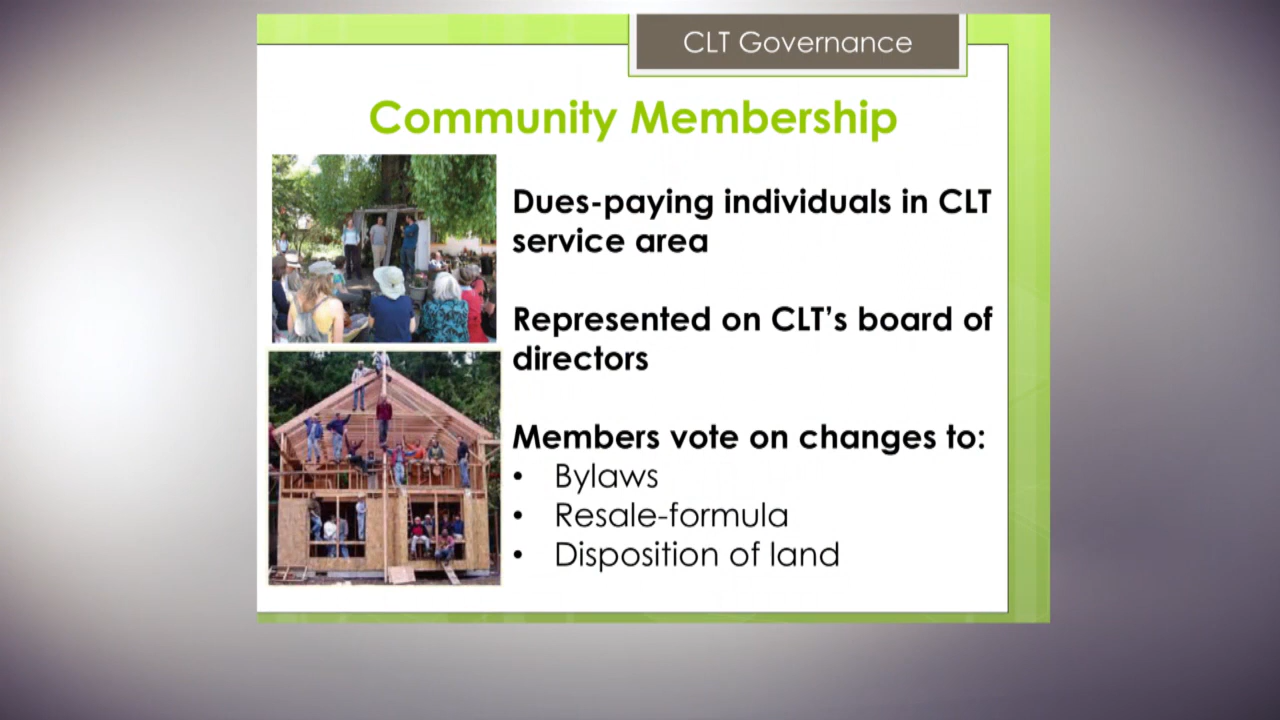 CLT Governance
Community Membership
Dues-paying individuals in CLT
service area
Represented on CLT’s board of
directors
Members vote on changes to:
• Bylaws
• Resale-formula
• Disposition of land